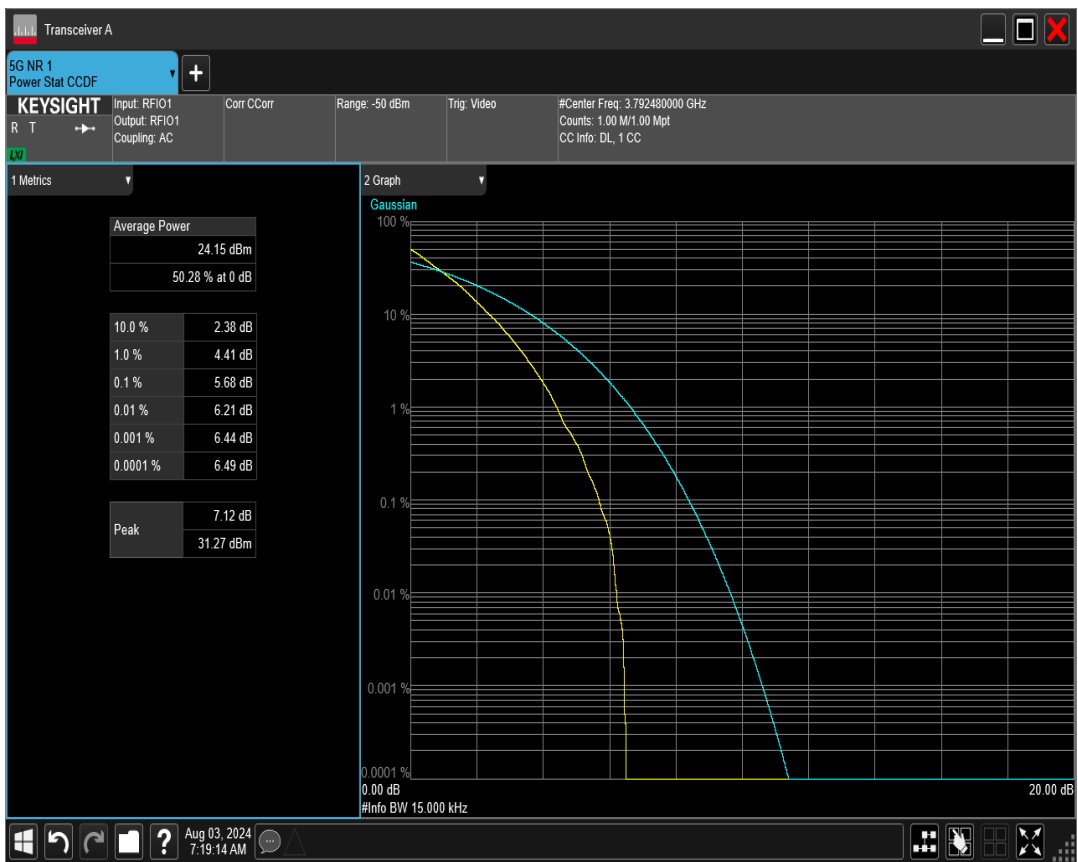 Transceiver A
5G NR 1
Power Stat CCDF
+
KEYSIGHT
R T
LXI
Input: RFIO1
Output: RFIO1
Coupling: AC
Corr CCorr
Range: -50 dBm
Trig: Video
#Center Freq: 3.792480000 GHz
Counts: 1.00 M/1.00 Mpt
CC Info: DL, 1 CC
1 Metrics
Average Power
24.15 dBm
50.28 % at 0 dB
10.0 % 2.38 dB
1.0 % 4.41 dB
0.1 % 5.68 dB
0.01 % 6.21 dB
0.001 % 6.44 dB
0.0001 % 6.49 dB
Peak
7.12 dB
31.27 dBm
2 Graph
Gaussian
100 %
10 %
1 %
0.1 %
0.01 %
0.001 %
0.0001 %
0.00 dB 20.00 dB
#Info BW 15.000 kHz
?
Aug 03, 2024
7:19:14 AM